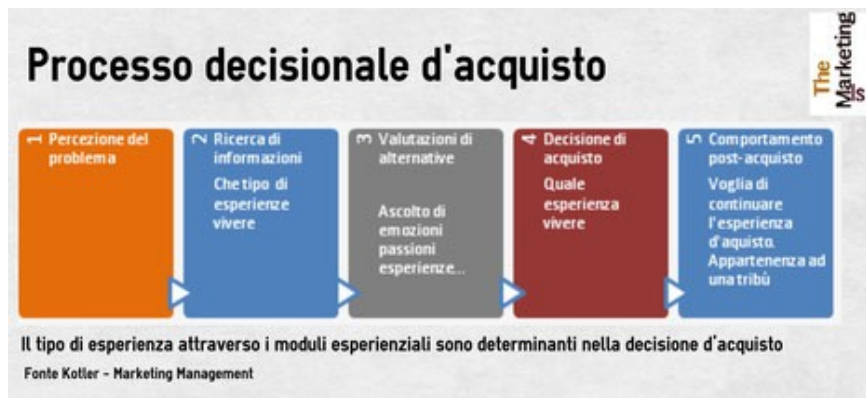 Processo decisionale d'acquisto
The
Marketing
is
1 Percezione del
problema
2 Ricerca di
informazioni
Che tipo di
esperienze
vivere
3 Valutazioni di
alternative
Ascolto di
emozioni
passioni
esperienze...
4 Decisione di
acquisto
Quale
esperienza
vivere
5 Comportamento
post-acquisto
Voglia di
continuare
l'esperienza
d'aquisto.
Appartenenza ad
una tribù
Il tipo di esperienza attraverso i moduli esperienziali sono determinanti nella decisione d'acquisto
Fonte Kotler - Marketing Management